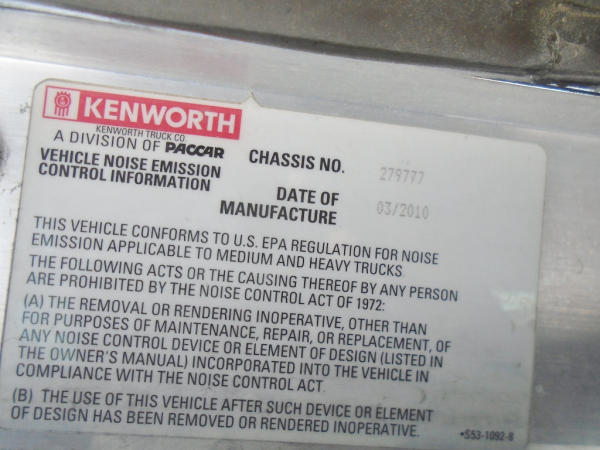 KENWORTH
KENWORTH TRUCK CO.
A DIVISION OF PACCAR
VEHICLE NOISE EMISSION
CONTROL INFORMATION
CHASSIS NO. 279777
DATE OF
MANUFACTURE 03/2010
THIS VEHICLE CONFORMS TO U.S. EPA REGULATION FOR NOISE
EMISSION APPLICABLE TO MEDIUM AND HEAVY TRUCKS
THE FOLLOWING ACTS OR THE CAUSING THEREOF BY ANY PERSON
ARE PROHIBITED BY THE NOISE CONTROL ACT OF 1972:
(A) THE REMOVAL OR RENDERING INOPERATIVE, OTHER THAN
FOR PURPOSES OF MAINTENANCE, REPAIR, OR REPLACEMENT, OF
ANY NOISE CONTROL DEVICE OR ELEMENT OF DESIGN (LISTED IN
THE OWNER'S MANUAL) INCORPORATED INTO THE VEHICLE IN
COMPLIANCE WITH THE NOISE CONTROL ACT.
(B) THE USE OF THIS VEHICLE AFTER SUCH DEVICE OR ELEMENT
OF DESIGN HAS BEEN REMOVED OR RENDERED INOPERATIVE.
•S53-1092-8